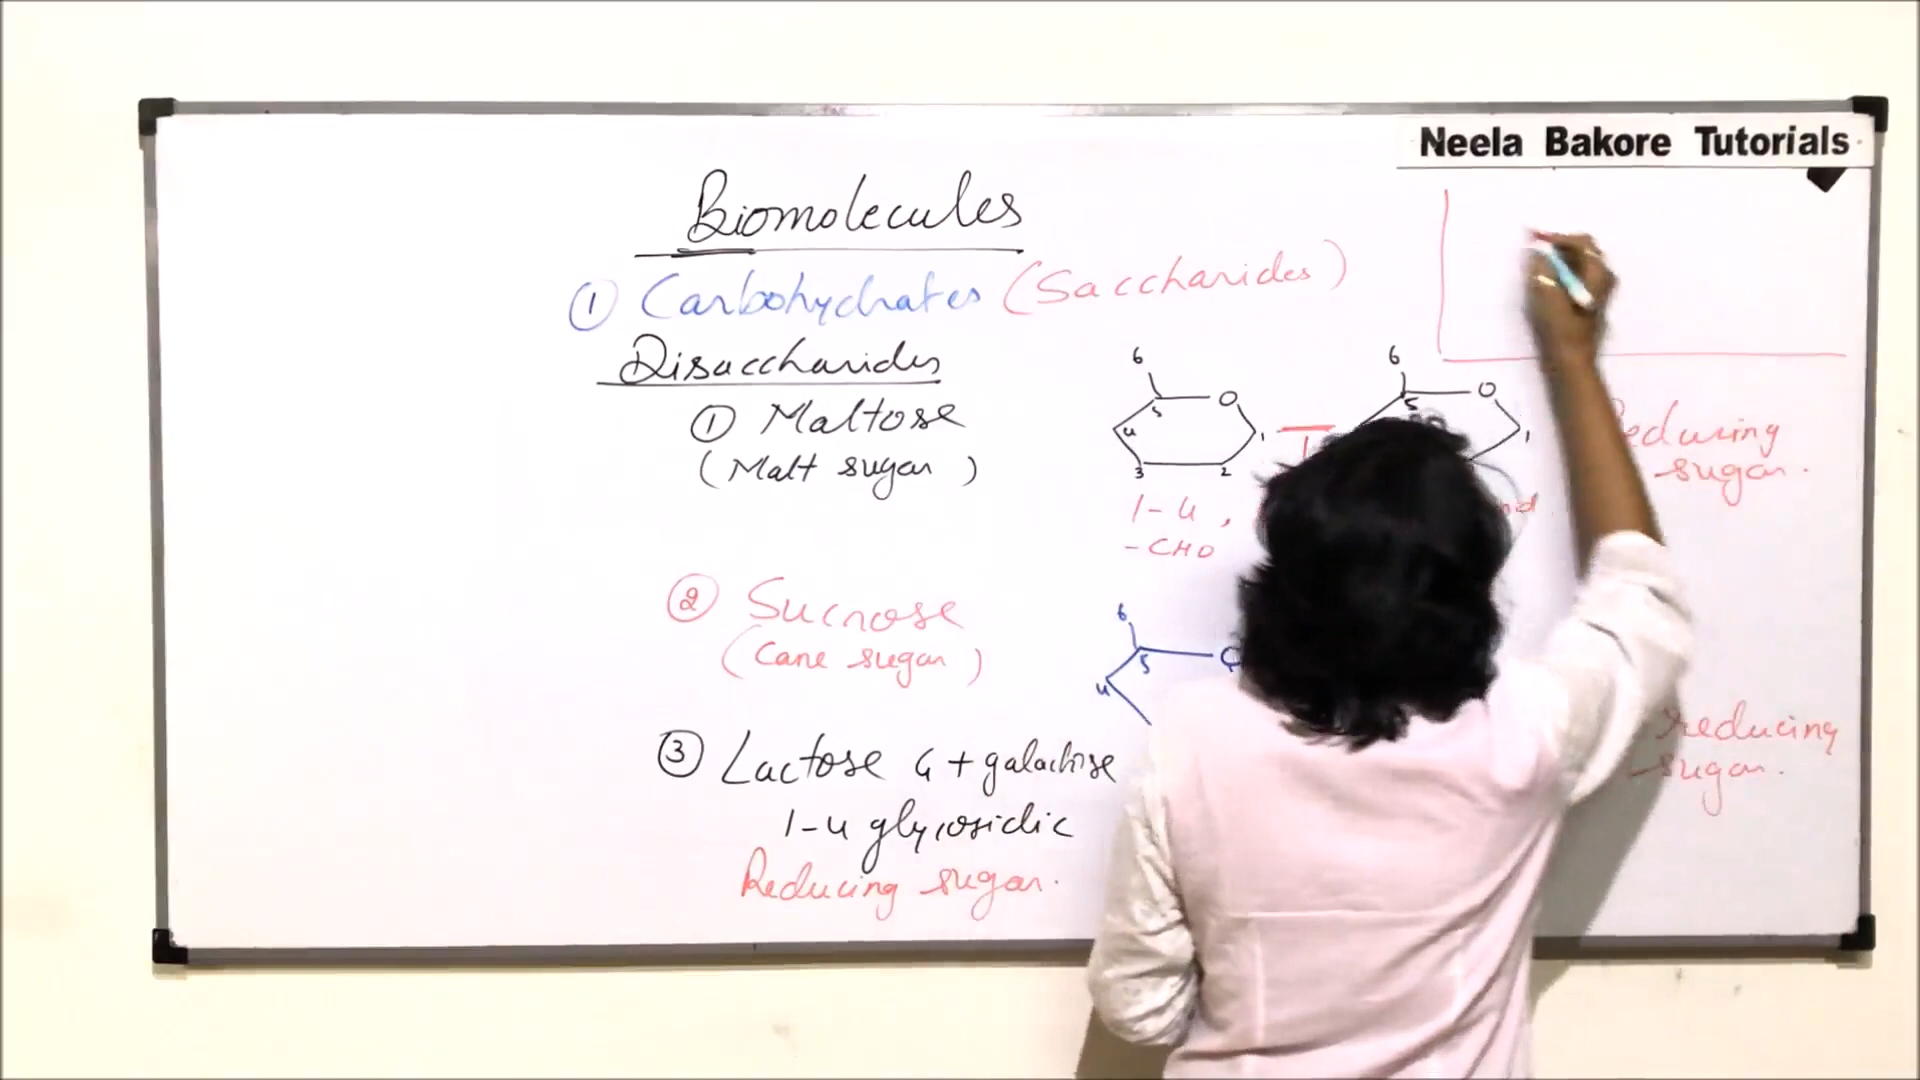 Neela Bakore Tutorials
Biomolecules
① Carbohydrates (Saccharides)
Disaccharides
① Maltose
(Malt sugar)
6 5 O 4 1 3 2
6 5 O 1
1-4,
-CHO
Reducing
sugar.
② Sucrose
(Cane sugar)
6 5 4
reducing
sugar.
③ Lactose G + galactose
1-4 glycosidic
Reducing sugar.